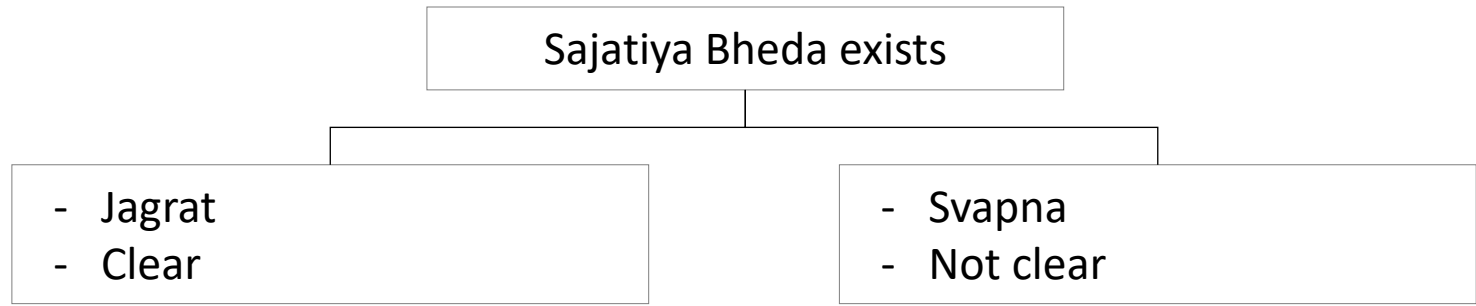 Sajatiya Bheda exists
- Jagrat
- Clear
- Svapna
- Not clear